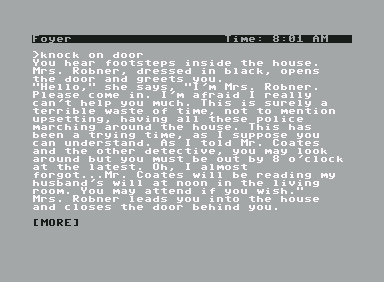 Foyer Time: 8:01 AM
>knock on door
You hear footsteps inside the house.
Mrs. Robner, dressed in black, opens
the door and greets you.
"Hello," she says, "I'm Mrs. Robner.
Please come in. I'm afraid I really
can't help you much. This is surely a
terrible waste of time, not to mention
upsetting, having all these police
marching around the house. This has
been a trying time, as I suppose you
can understand. As I told Mr. Coates
and the other detective, you may look
around but you must be out by 8 o'clock
at the latest. Oh, I almost
forgot...Mr. Coates will be reading my
husband's will at noon in the living
room. You may attend if you wish."
Mrs. Robner leads you into the house
and closes the door behind you.
[MORE]